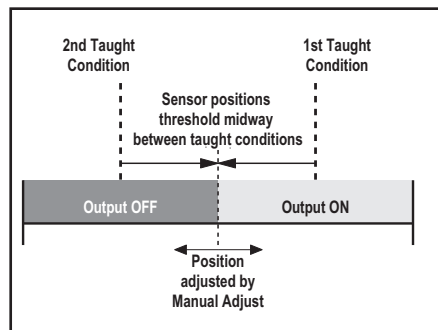 2nd Taught
Condition
1st Taught
Condition
Sensor positions
threshold midway
between taught conditions
Output OFF
Output ON
Position
adjusted by
Manual Adjust